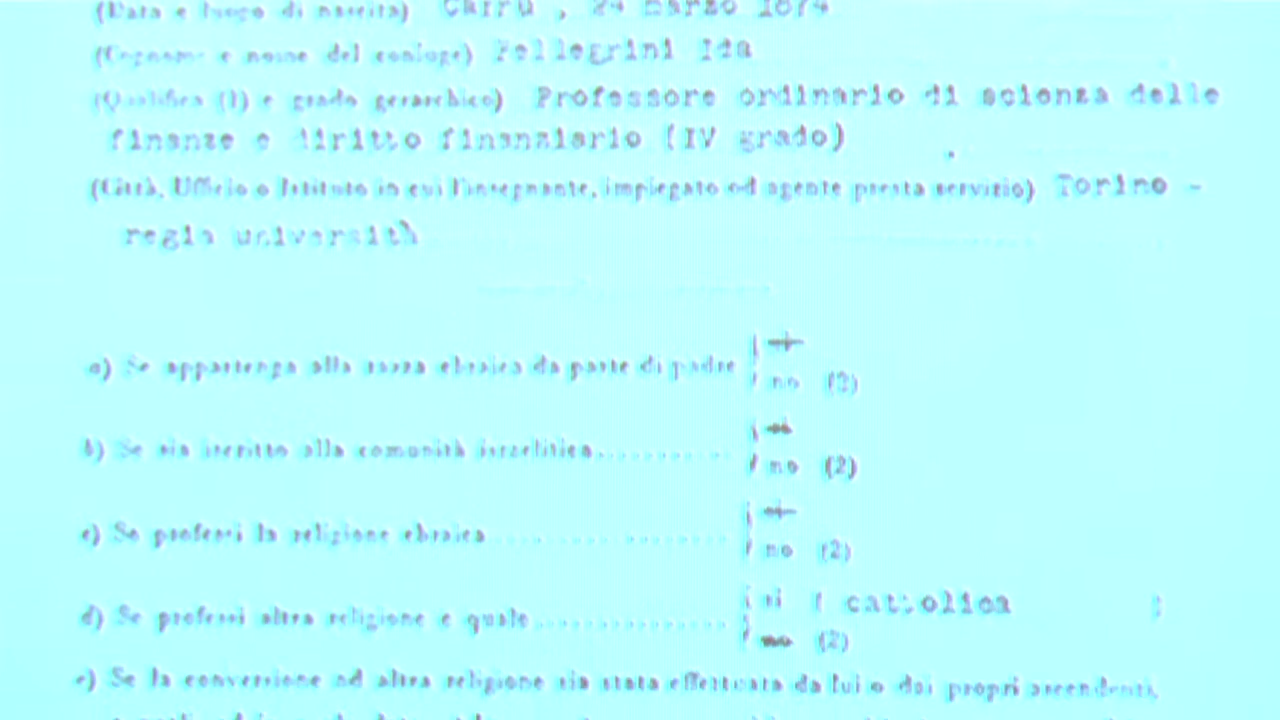 (Data e luogo di nascita) Carrù, 24 marzo 1874
(Cognome e nome del coniuge) Pellegrini Ida
(Qualifica (1) e grado gerarchico) Professore ordinario di scienza delle
finanze e diritto finanziario (IV grado)
(Città, Ufficio o Istituto in cui l'insegnante, impiegato od agente presta servizio) Torino -
regia università
a) Se appartenga alla razza ebraica da parte di padre
no (2)
b) Se sia iscritto alla comunità israelitica
no (2)
c) Se professi la religione ebraica
no (2)
d) Se professi altra religione e quale
si ( cattolica ;
no (2)
e) Se la conversione ad altra religione sia stata effettuata da lui o dai propri ascendenti,